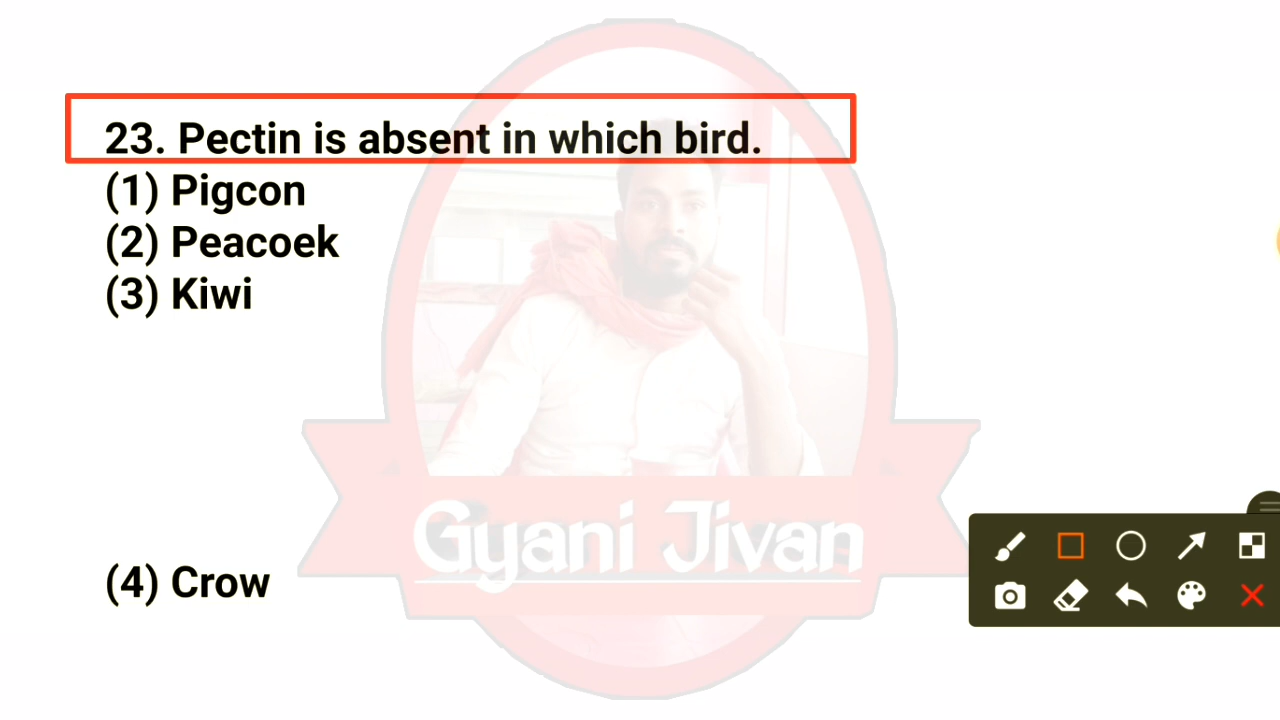 23. Pectin is absent in which bird.
(1) Pigcon
(2) Peacoek
(3) Kiwi
Gyani Jivan
(4) Crow